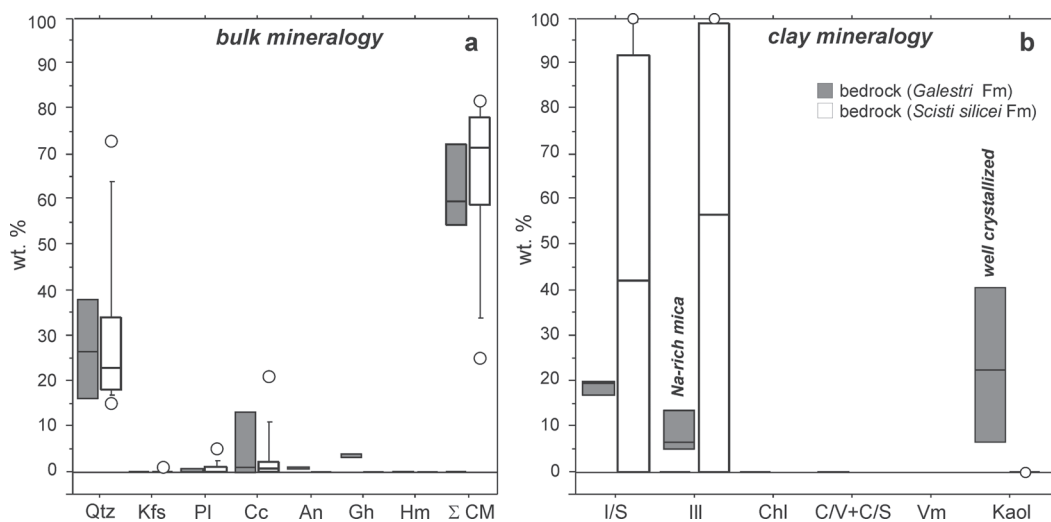 bulk mineralogy
a
wt. %
100
90
80
70
60
50
40
30
20
10
0
Qtz Kfs Pl Cc An Gh Hm Σ CM
clay mineralogy
b
bedrock (Galestri Fm)
bedrock (Scisti silicei Fm)
wt. %
100
90
80
70
60
50
40
30
20
10
0
Na-rich mica
well crystallized
I/S Ill Chl C/V+C/S Vm Kaol